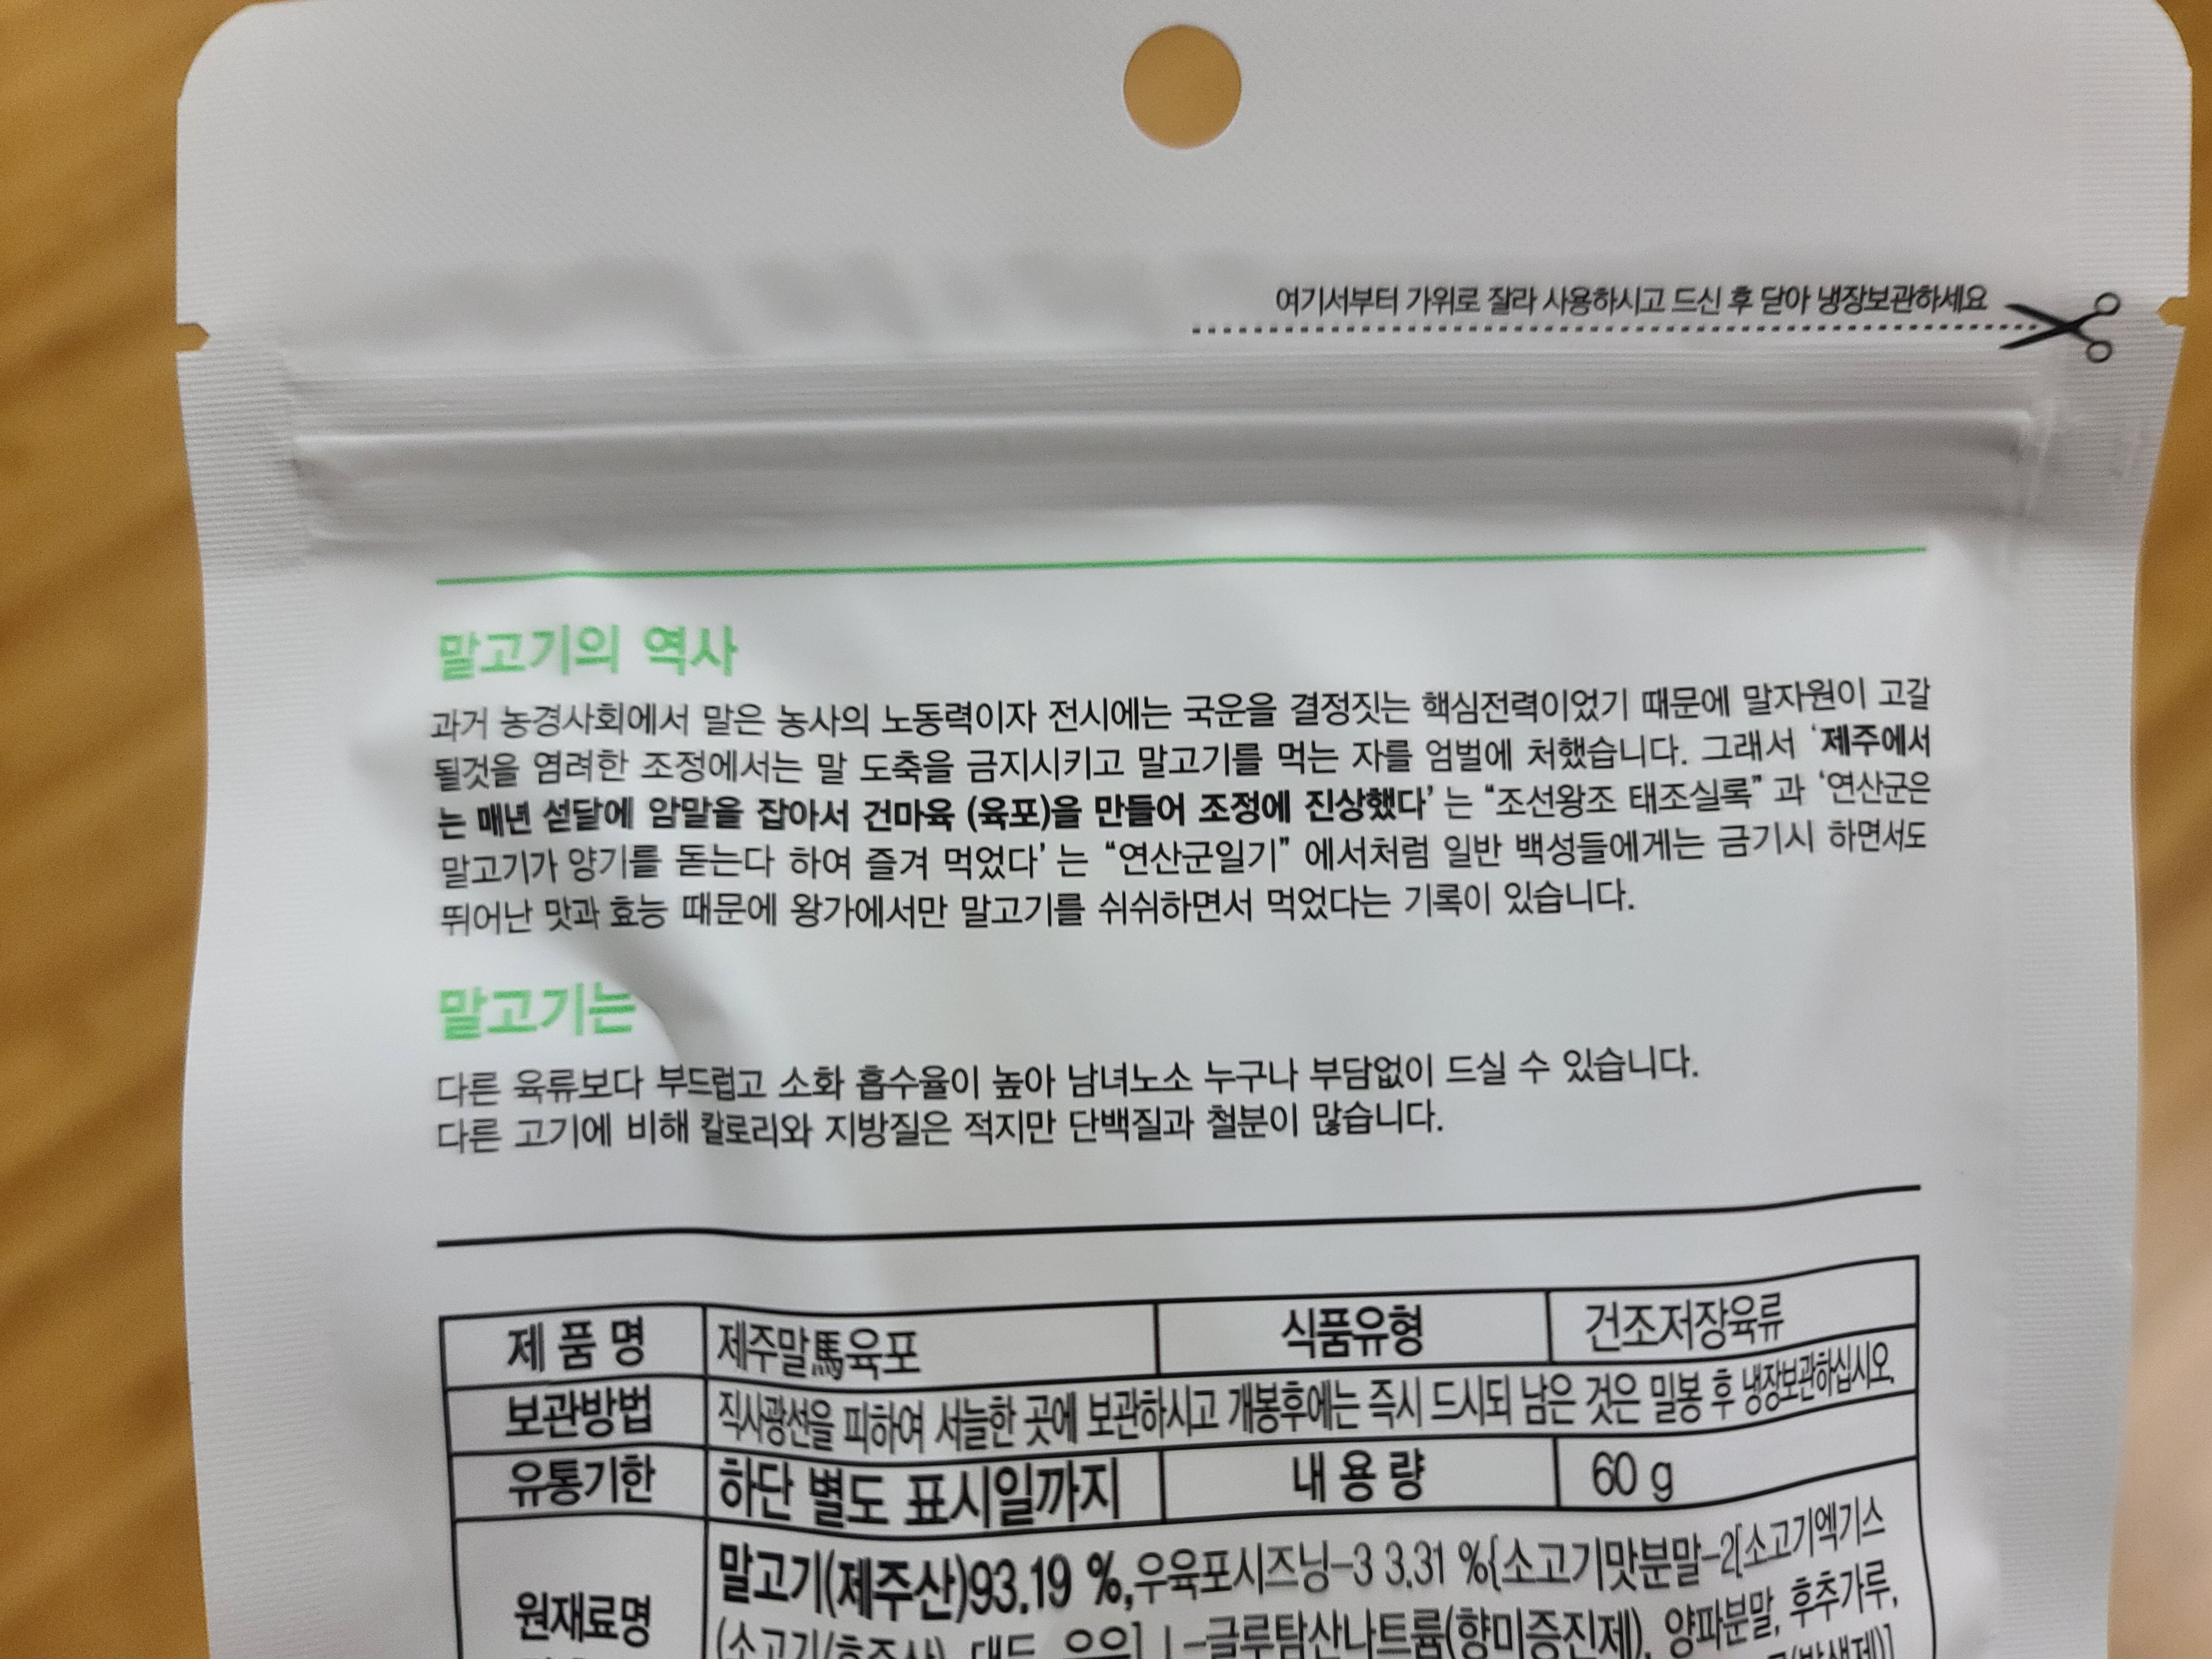 여기서부터 가위로 잘라 사용하시고 드신 후 닫아 냉장보관하세요
말고기의 역사
과거 농경사회에서 말은 농사의 노동력이자 전시에는 국운을 결정짓는 핵심전력이었기 때문에 말자원이 고갈
될것을 염려한 조정에서는 말 도축을 금지시키고 말고기를 먹는 자를 엄벌에 처했습니다. 그래서 ‘제주에서
는 매년 섣달에 암말을 잡아서 건마육 (육포)을 만들어 조정에 진상했다’ 는 “조선왕조 태조실록” 과 ‘연산군은
말고기가 양기를 돋는다 하여 즐겨 먹었다’ 는 “연산군일기” 에서처럼 일반 백성들에게는 금기시 하면서도
뛰어난 맛과 효능 때문에 왕가에서만 말고기를 쉬쉬하면서 먹었다는 기록이 있습니다.
말고기는
다른 육류보다 부드럽고 소화 흡수율이 높아 남녀노소 누구나 부담없이 드실 수 있습니다.
다른 고기에 비해 칼로리와 지방질은 적지만 단백질과 철분이 많습니다.
제 품 명 제주말馬육포 식품유형 건조저장육류
보관방법 직사광선을 피하여 서늘한 곳에 보관하시고 개봉후에는 즉시 드시되 남은 것은 밀봉 후 냉장보관하십시오.
유통기한 하단 별도 표시일까지 내 용 량 60 g
원재료명 말고기(제주산)93.19 %,우육포시즈닝-3 3.31 %{소고기맛분말-2[소고기엑기스
(소고기/호주산), 대두, 우유] L-글루탐산나트륨(향미증진제), 양파분말, 후추가루,